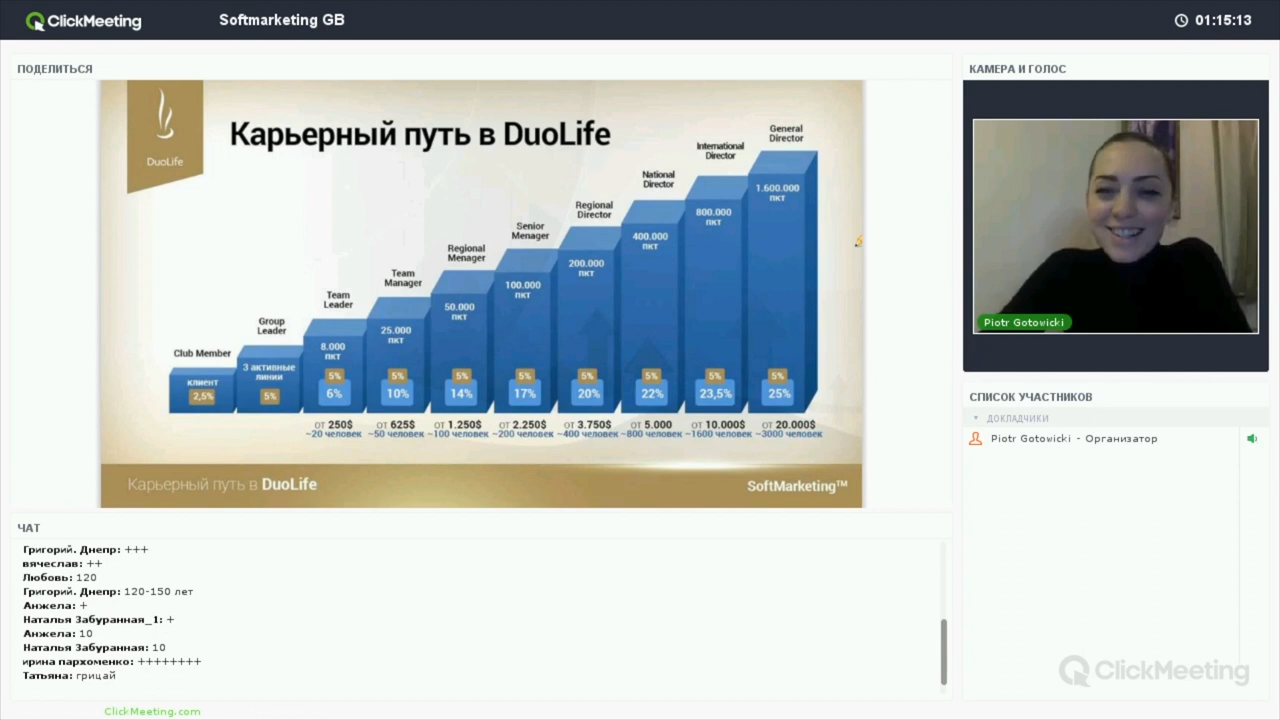 ClickMeeting
Softmarketing GB
01:15:13
ПОДЕЛИТЬСЯ
DuoLife
Карьерный путь в DuoLife
Club Member
клиент
2,5%
Group
Leader
3 активные
линии
5%
Team
Leader
8.000
пкт
5%
6%
от 250$
~20 человек
Team
Manager
25.000
пкт
5%
10%
от 625$
~50 человек
Regional
Menager
50.000
пкт
5%
14%
от 1.250$
~100 человек
Senior
Menager
100.000
пкт
5%
17%
от 2.250$
~200 человек
Regional
Director
200.000
пкт
5%
20%
от 3.750$
~400 человек
National
Director
400.000
пкт
5%
22%
от 5.000
~800 человек
International
Director
800.000
пкт
5%
23,5%
от 10.000$
~1600 человек
General
Director
1.600.000
пкт
5%
25%
от 20.000$
~3000 человек
Карьерный путь в DuoLife
SoftMarketing™
КАМЕРА И ГОЛОС
Piotr Gotowicki
СПИСОК УЧАСТНИКОВ
ДОКЛАДЧИКИ
Piotr Gotowicki - Организатор
ЧАТ
Григорий. Днепр: +++
вячеслав: ++
Любовь: 120
Григорий. Днепр: 120-150 лет
Анжела: +
Наталья Забуранная_1: +
Анжела: 10
Наталья Забуранная: 10
ирина пархоменко: ++++++++
Татьяна: грицай
ClickMeeting
ClickMeeting.com